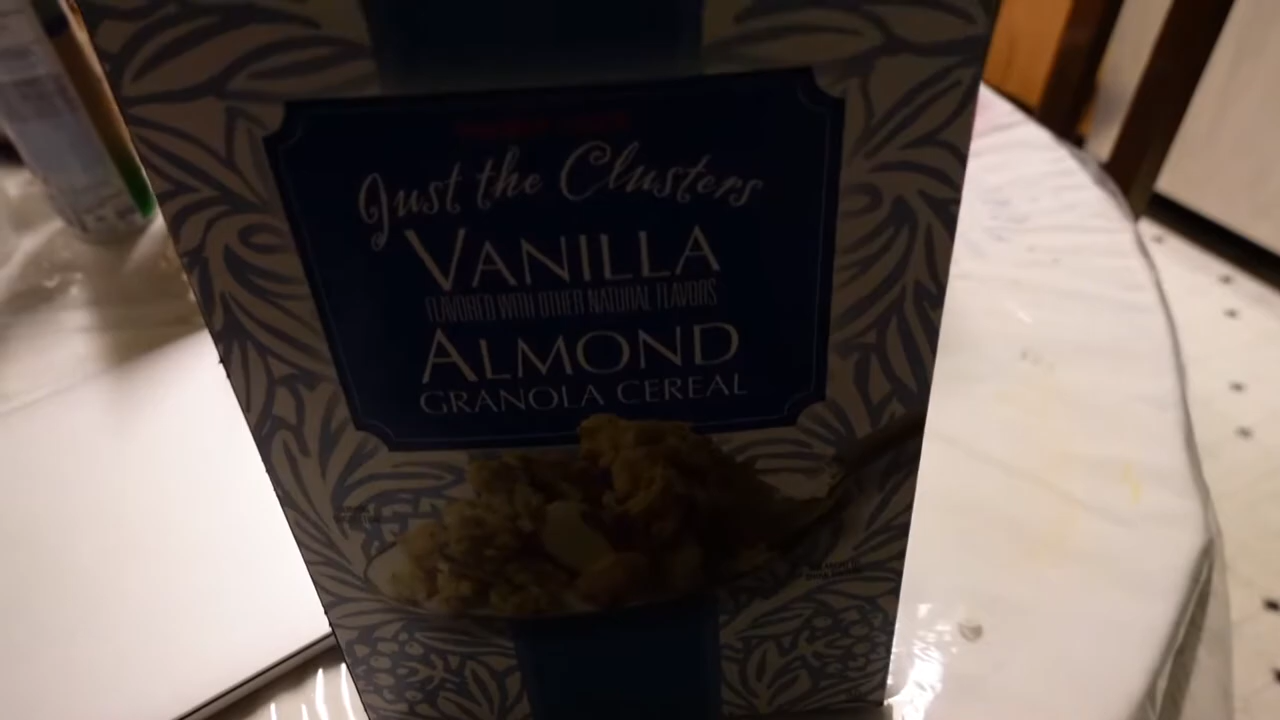 Just the Clusters
VANILLA
FLAVORED WITH OTHER NATURAL FLAVORS
ALMOND
GRANOLA CEREAL